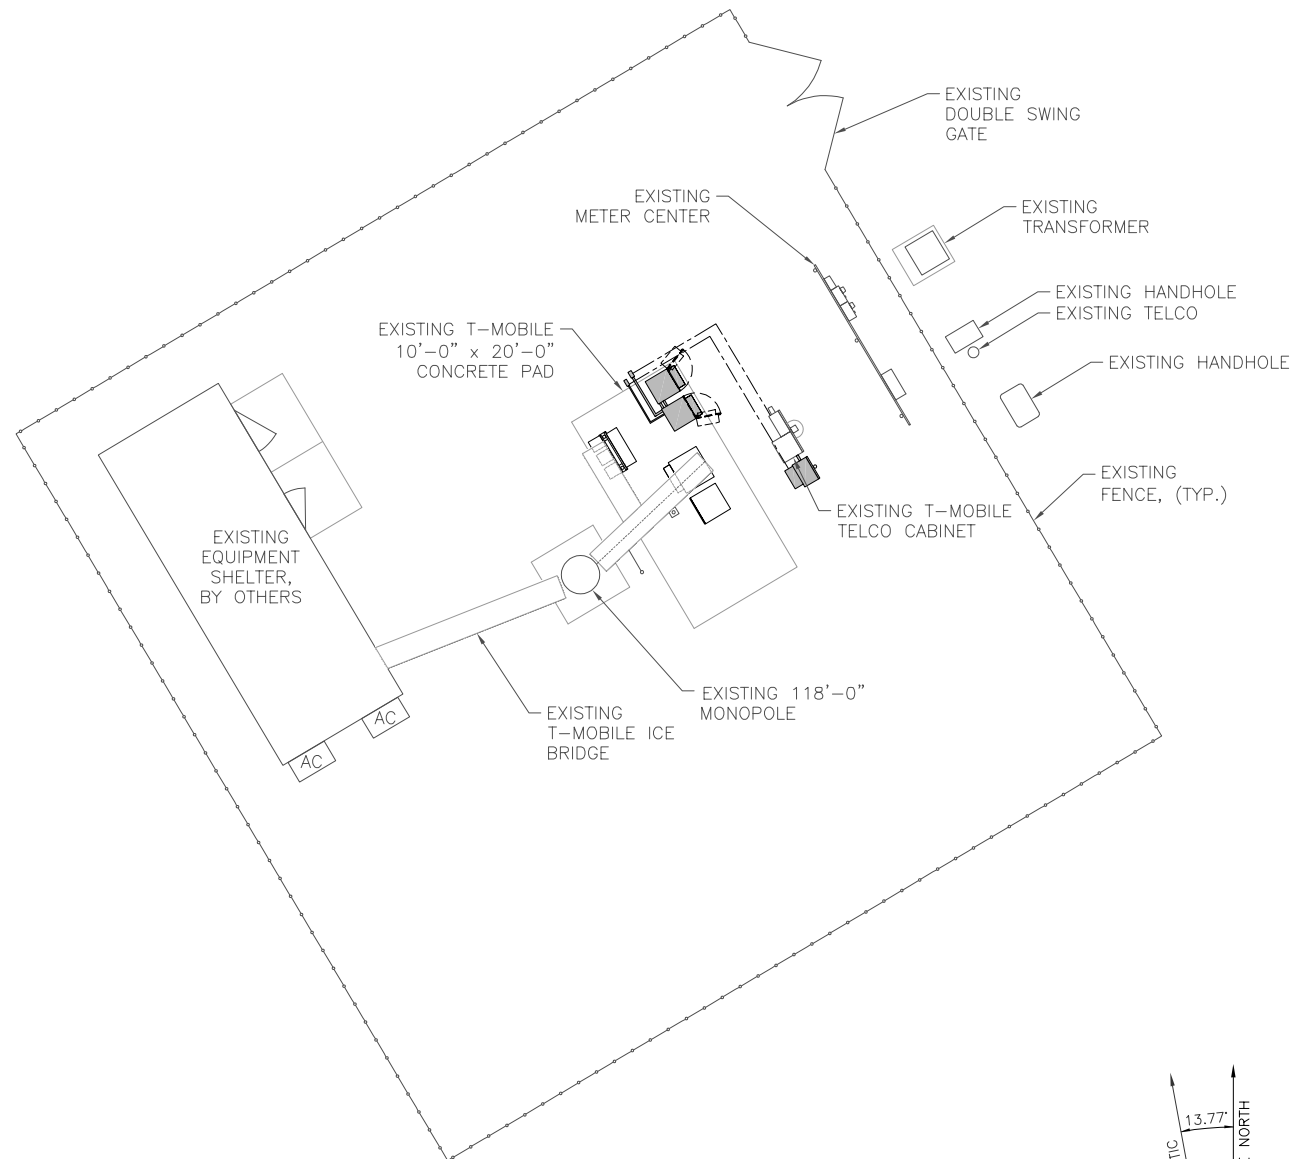 EXISTING
DOUBLE SWING
GATE
EXISTING
METER CENTER
EXISTING
TRANSFORMER
EXISTING HANDHOLE
EXISTING TELCO
EXISTING T-MOBILE
10'-0" x 20'-0"
CONCRETE PAD
EXISTING HANDHOLE
EXISTING
FENCE, (TYP.)
EXISTING T-MOBILE
TELCO CABINET
EXISTING
EQUIPMENT
SHELTER,
BY OTHERS
EXISTING 118'-0"
MONOPOLE
EXISTING
T-MOBILE ICE
BRIDGE
AC
AC
13.77°
NORTH